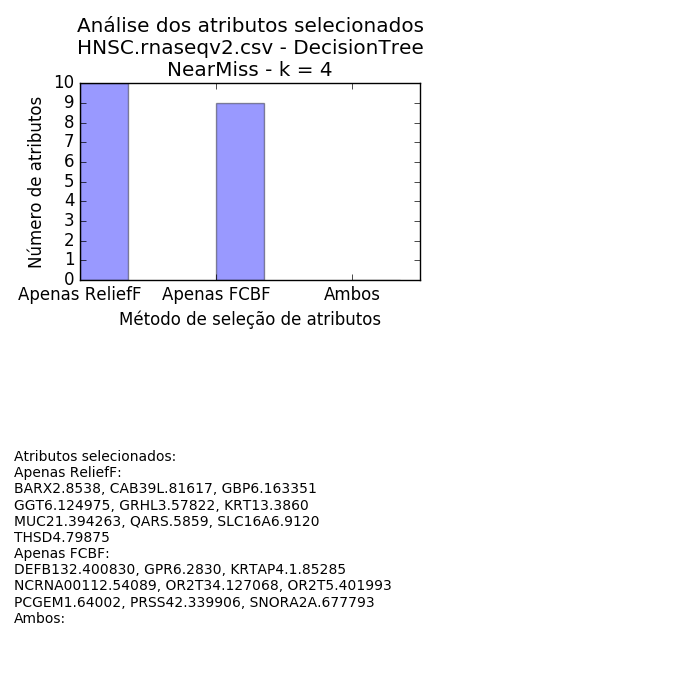 Análise dos atributos selecionados
HNSC.rnaseqv2.csv - DecisionTree
NearMiss - k = 4
Número de atributos
10
9
8
7
6
5
4
3
2
1
0
Apenas ReliefF
Apenas FCBF
Ambos
Método de seleção de atributos
Atributos selecionados:
Apenas ReliefF:
BARX2.8538, CAB39L.81617, GBP6.163351
GGT6.124975, GRHL3.57822, KRT13.3860
MUC21.394263, QARS.5859, SLC16A6.9120
THSD4.79875
Apenas FCBF:
DEFB132.400830, GPR6.2830, KRTAP4.1.85285
NCRNA00112.54089, OR2T34.127068, OR2T5.401993
PCGEM1.64002, PRSS42.339906, SNORA2A.677793
Ambos: